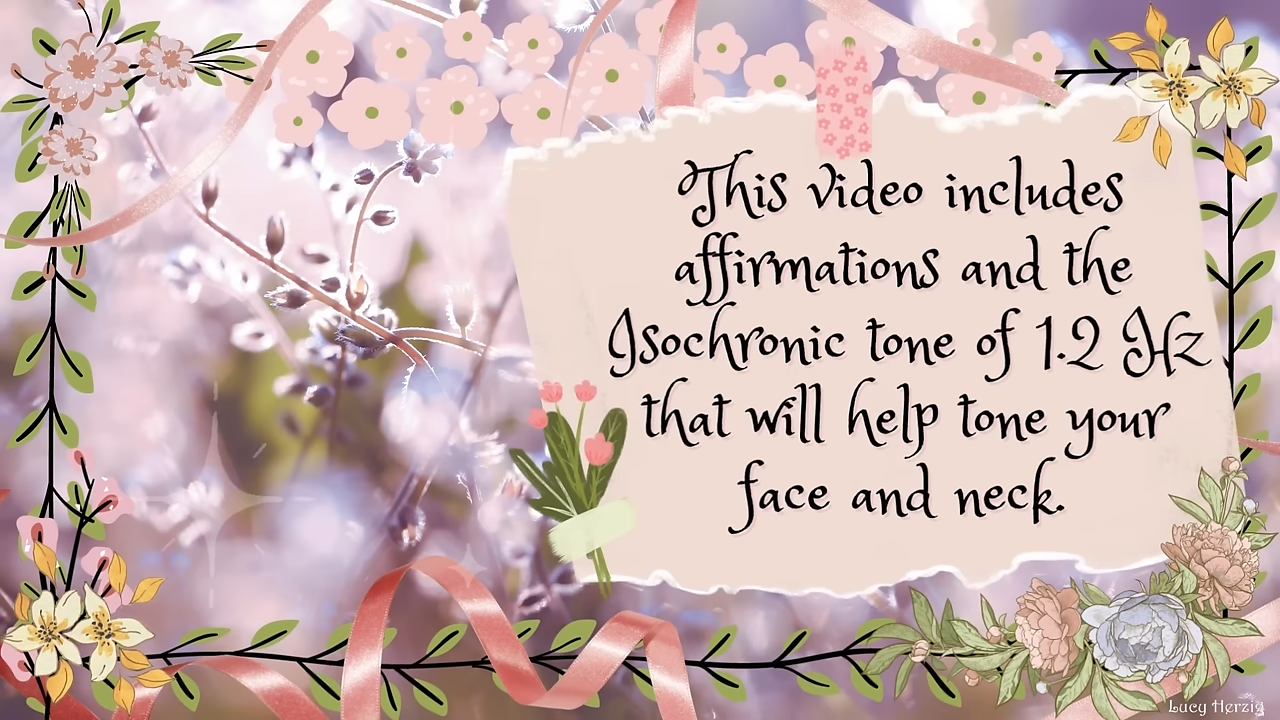 This video includes
affirmations and the
Isochronic tone of 1.2 Hz
that will help tone your
face and neck.
Lucy Herzig